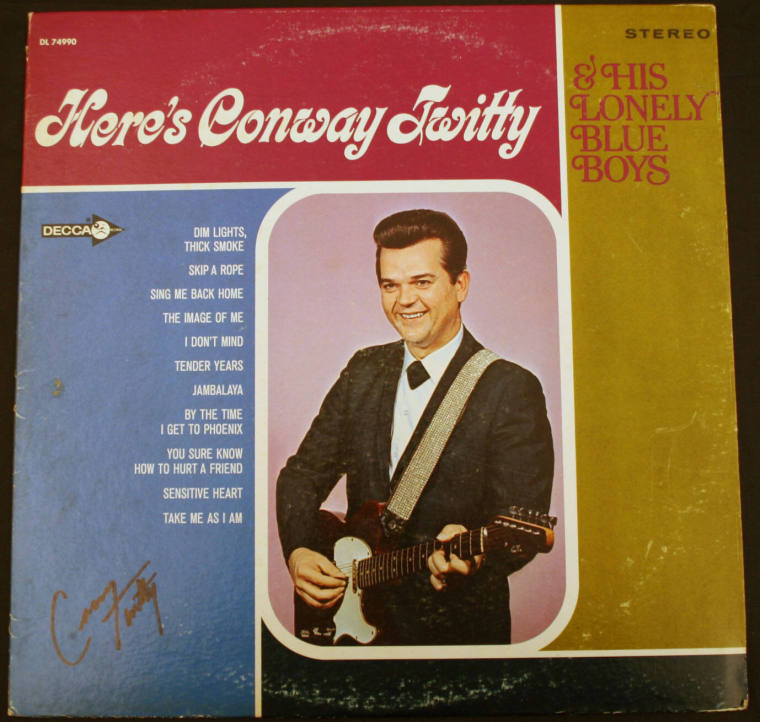 DL 74990
STEREO
Here's Conway Twitty
& HIS
LONELY
BLUE
BOYS
DECCA
DIM LIGHTS,
THICK SMOKE
SKIP A ROPE
SING ME BACK HOME
THE IMAGE OF ME
I DON'T MIND
TENDER YEARS
JAMBALAYA
BY THE TIME
I GET TO PHOENIX
YOU SURE KNOW
HOW TO HURT A FRIEND
SENSITIVE HEART
TAKE ME AS I AM
Conway
Twitty